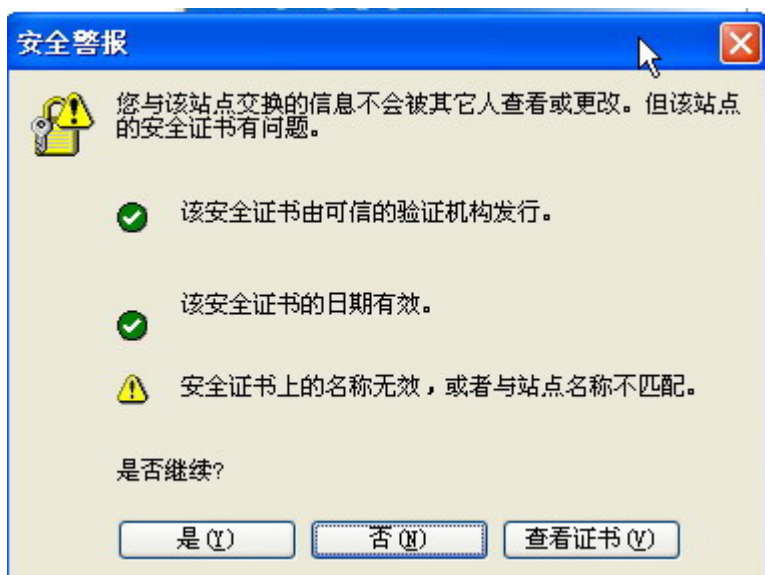 安全警报
您与该站点交换的信息不会被其它人查看或更改。但该站点
的安全证书有问题。
该安全证书由可信的验证机构发行。
该安全证书的日期有效。
安全证书上的名称无效，或者与站点名称不匹配。
是否继续?
是(Y) 否(N) 查看证书(V)